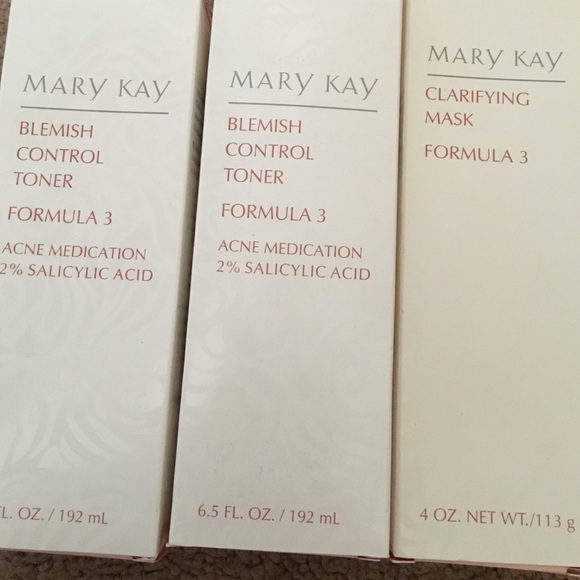 MARY KAY
BLEMISH
CONTROL
TONER
FORMULA 3
ACNE MEDICATION
2% SALICYLIC ACID
FL. OZ. / 192 mL
MARY KAY
BLEMISH
CONTROL
TONER
FORMULA 3
ACNE MEDICATION
2% SALICYLIC ACID
6.5 FL. OZ. / 192 mL
MARY KAY
CLARIFYING
MASK
FORMULA 3
4 OZ. NET WT./113 g